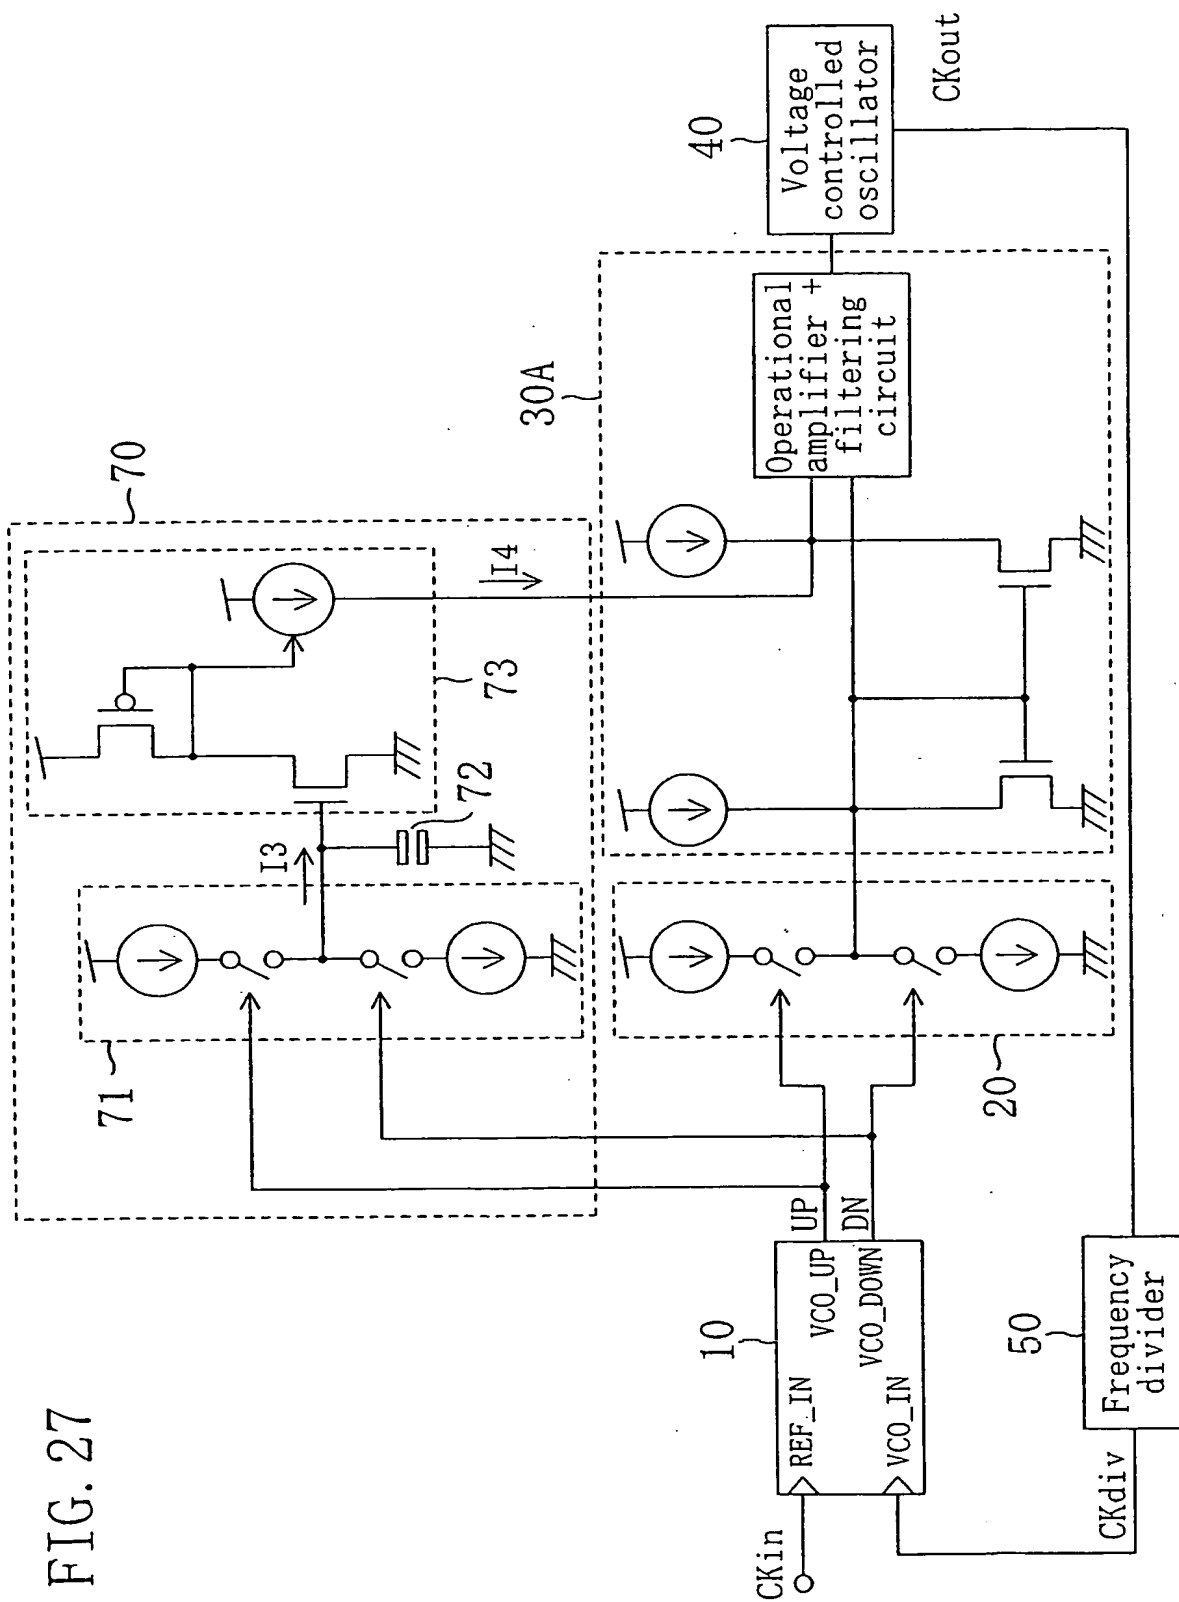 FIG. 27
70
71
I3
72
73
I4
30A
40
Voltage
controlled
oscillator
CKout
Operational
amplifier +
filtering
circuit
20
10
REF_IN
VCO_UP
VCO_IN
VCO_DOWN
UP
DN
CKin
CKdiv
50
Frequency
divider